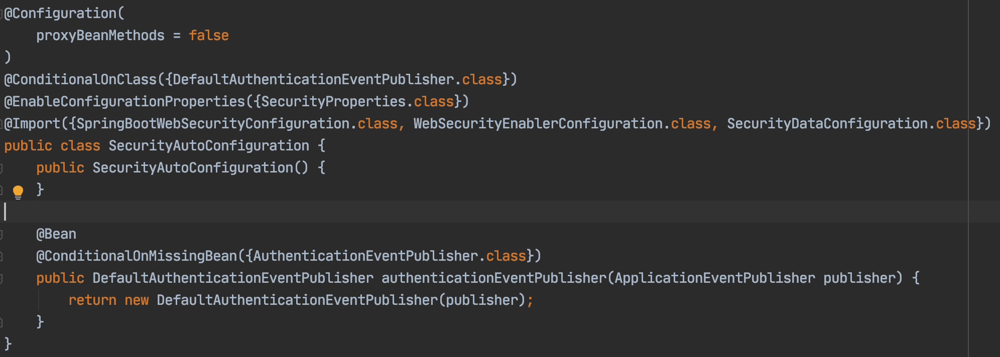 @Configuration(
    proxyBeanMethods = false
)
@ConditionalOnClass({DefaultAuthenticationEventPublisher.class})
@EnableConfigurationProperties({SecurityProperties.class})
@Import({SpringBootWebSecurityConfiguration.class, WebSecurityEnablerConfiguration.class, SecurityDataConfiguration.class})
public class SecurityAutoConfiguration {
    public SecurityAutoConfiguration() {
    }
    @Bean
    @ConditionalOnMissingBean({AuthenticationEventPublisher.class})
    public DefaultAuthenticationEventPublisher authenticationEventPublisher(ApplicationEventPublisher publisher) {
        return new DefaultAuthenticationEventPublisher(publisher);
    }
}